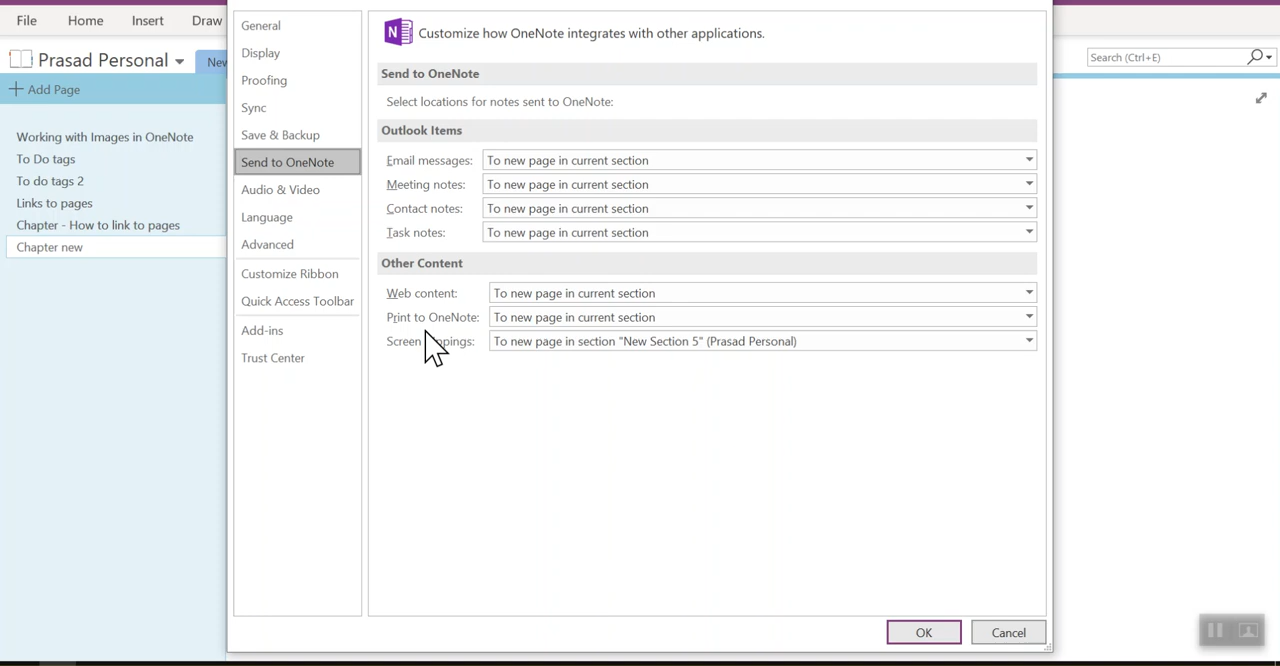 File Home Insert Draw
Prasad Personal
New
Search (Ctrl+E)
Add Page
Working with Images in OneNote
To Do tags
To do tags 2
Links to pages
Chapter - How to link to pages
Chapter new
General
Display
Proofing
Sync
Save & Backup
Send to OneNote
Audio & Video
Language
Advanced
Customize Ribbon
Quick Access Toolbar
Add-ins
Trust Center
Customize how OneNote integrates with other applications.
Send to OneNote
Select locations for notes sent to OneNote:
Outlook Items
Email messages: To new page in current section
Meeting notes: To new page in current section
Contact notes: To new page in current section
Task notes: To new page in current section
Other Content
Web content: To new page in current section
Print to OneNote: To new page in current section
Screen To new page in section "New Section 5" (Prasad Personal)
OK Cancel